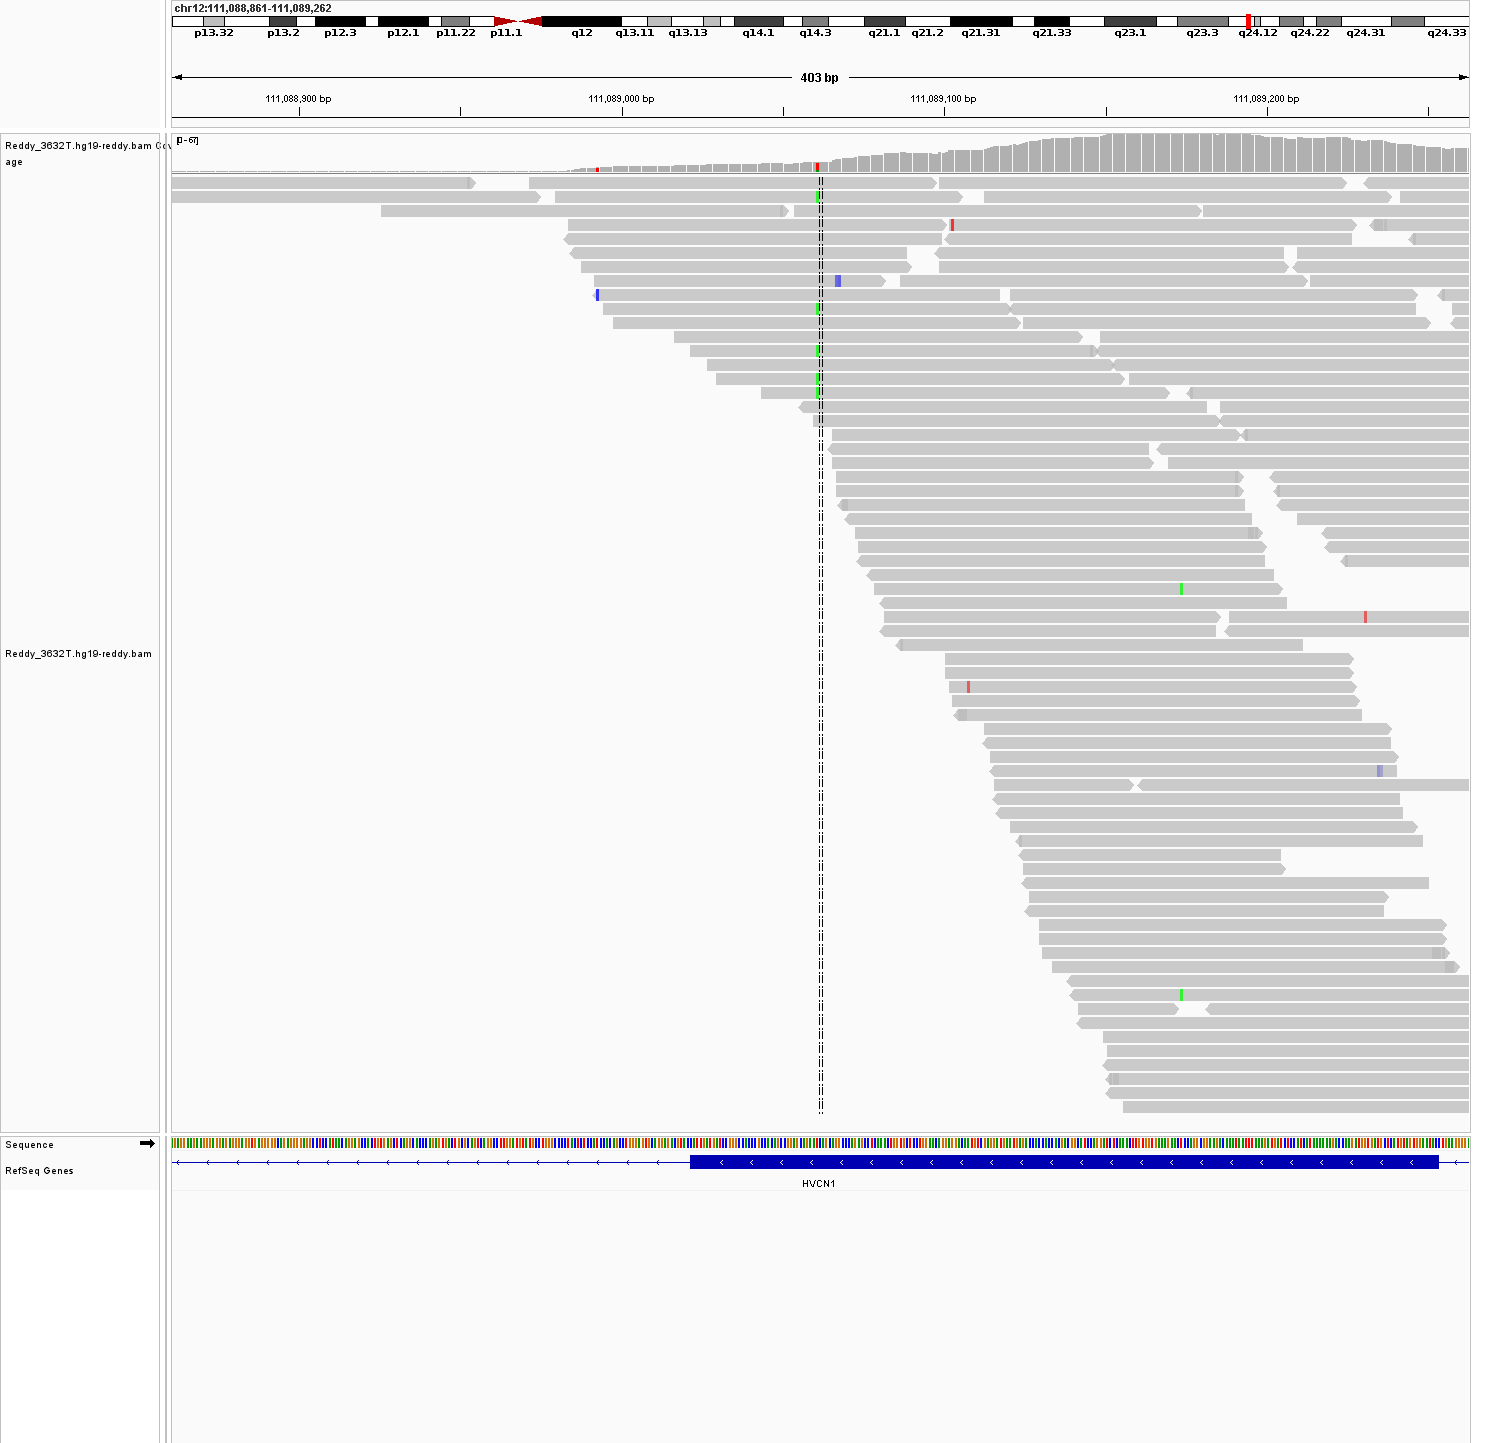 chr12:111,088,861-111,089,262
p13.32 p13.2 p12.3 p12.1 p11.22 p11.1 q12 q13.11 q13.13 q14.1 q14.3 q21.1 q21.2 q21.31 q21.33 q23.1 q23.3 q24.12 q24.22 q24.31 q24.33
403 bp
111,088,900 bp 111,089,000 bp 111,089,100 bp 111,089,200 bp
Reddy_3632T.hg19-reddy.bam Cov
age
[0 - 67]
Reddy_3632T.hg19-reddy.bam
Sequence
RefSeq Genes
HVCN1